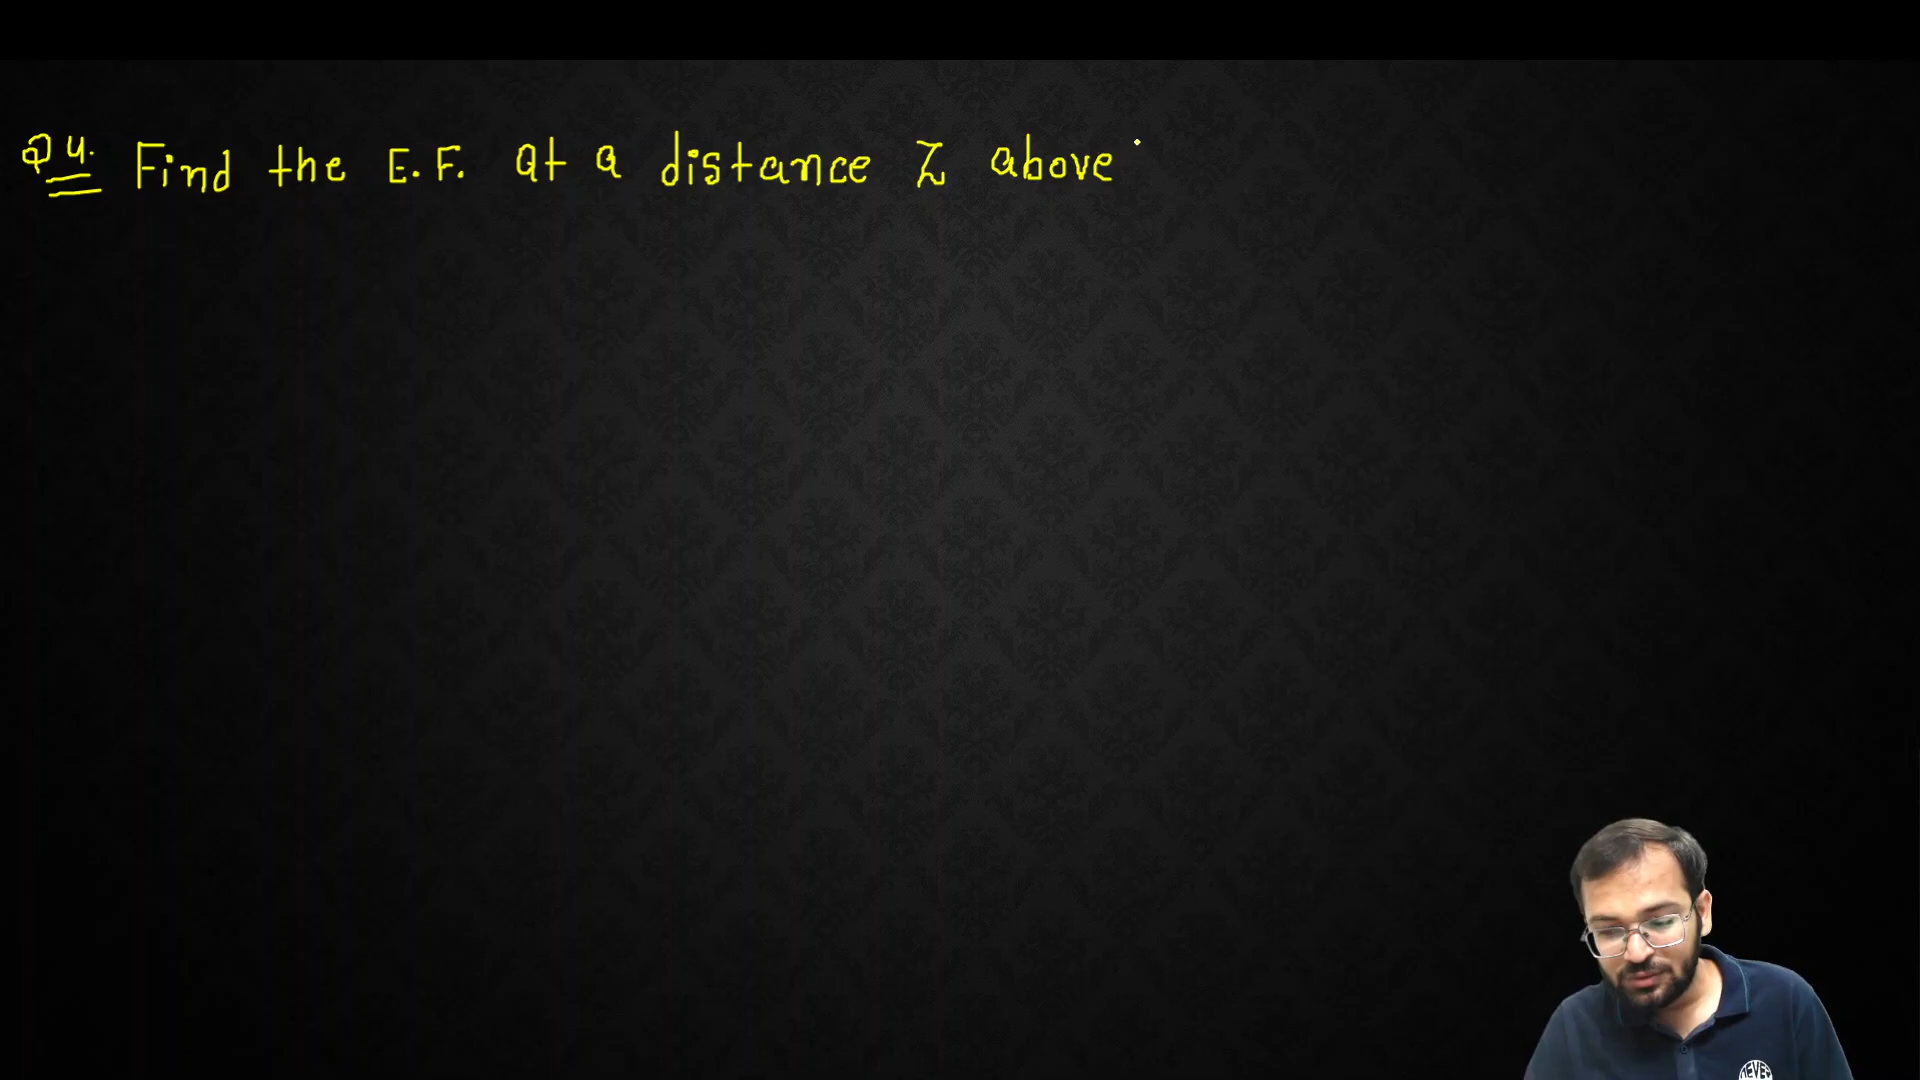 Q4. Find the E.F. at a distance Z above